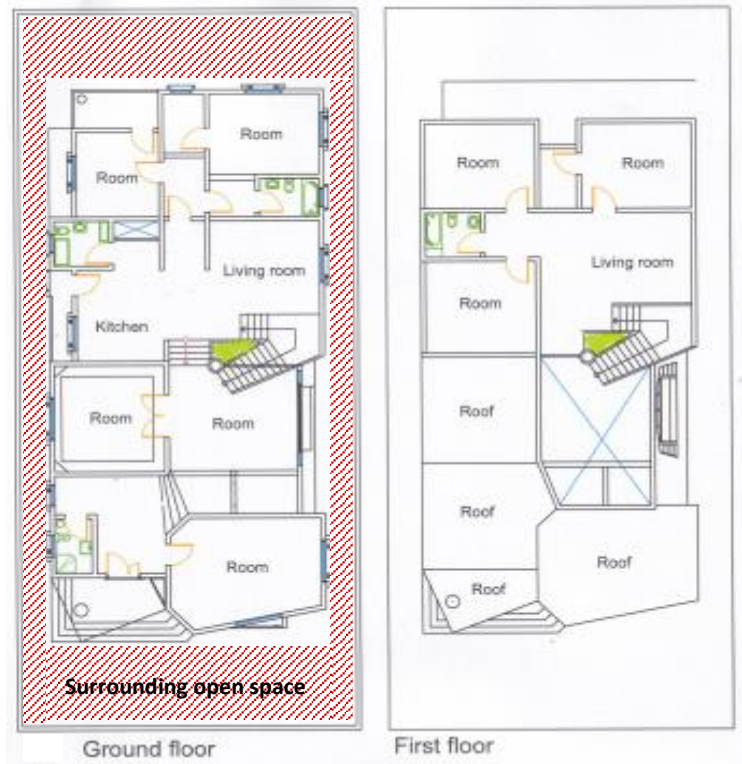 Room
Room
Living room
Kitchen
Room
Room
Room
Surrounding open space
Ground floor
Room
Room
Living room
Room
Roof
Roof
Roof
Roof
First floor